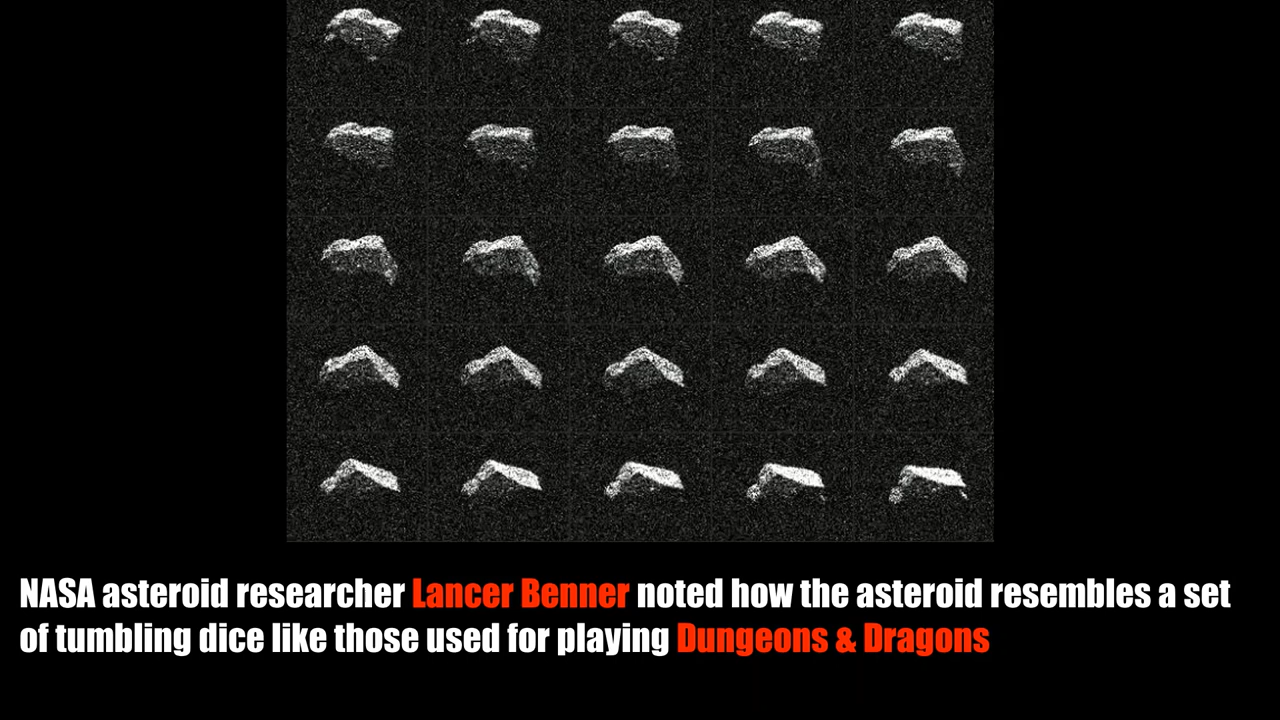 NASA asteroid researcher Lancer Benner noted how the asteroid resembles a set
of tumbling dice like those used for playing Dungeons & Dragons